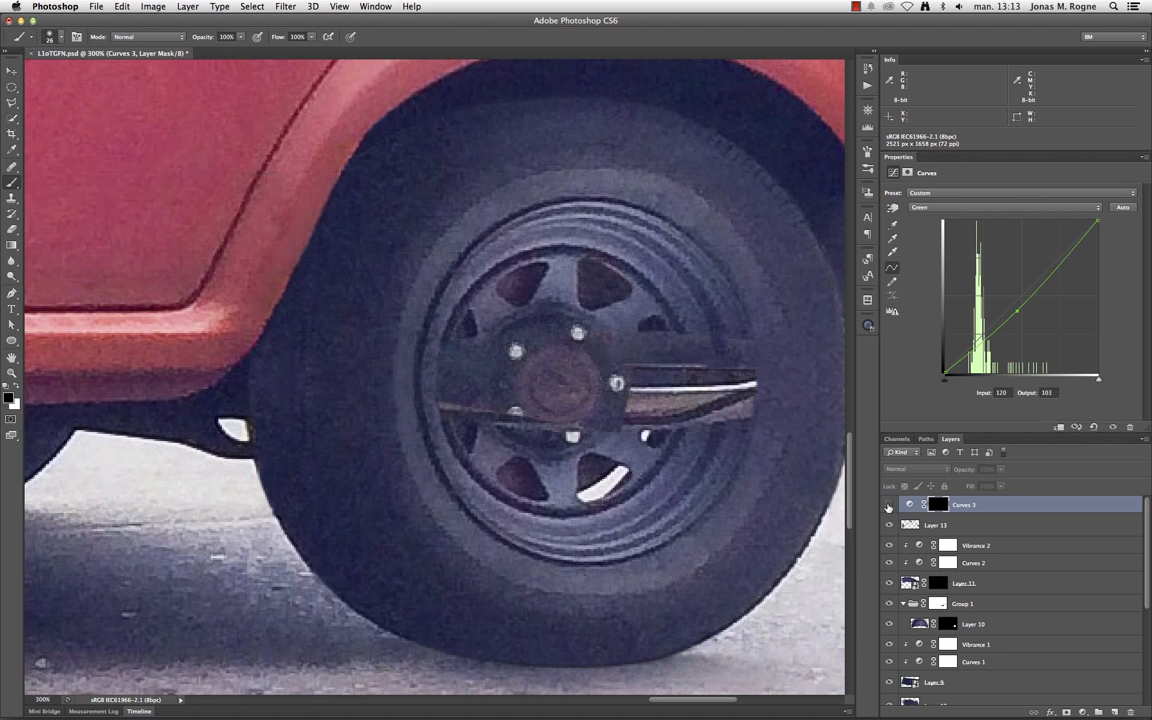 Photoshop File Edit Image Layer Type Select Filter 3D View Window Help man. 13:13 Jonas M. Rogne
Adobe Photoshop CS6
26 Mode: Normal Opacity: 100% Flow: 100% BM
× L1oTGFN.psd @ 300% (Curves 3, Layer Mask/8) *
Info
R: C:
G: M:
B: Y:
K:
8-bit 8-bit
X: W:
Y: H:
sRGB IEC61966-2.1 (8bpc)
2521 px x 1658 px (72 ppi)
Properties
Curves
Preset: Custom
Green Auto
Input: 120 Output: 103
Channels Paths Layers
Kind
Normal Opacity: 100%
Lock: Fill: 100%
Curves 3
Layer 13
Vibrance 2
Curves 2
Layer 11
Group 1
Layer 10
Vibrance 1
Curves 1
Layer 9
300% sRGB IEC61966-2.1 (8bpc)
Mini Bridge Measurement Log Timeline